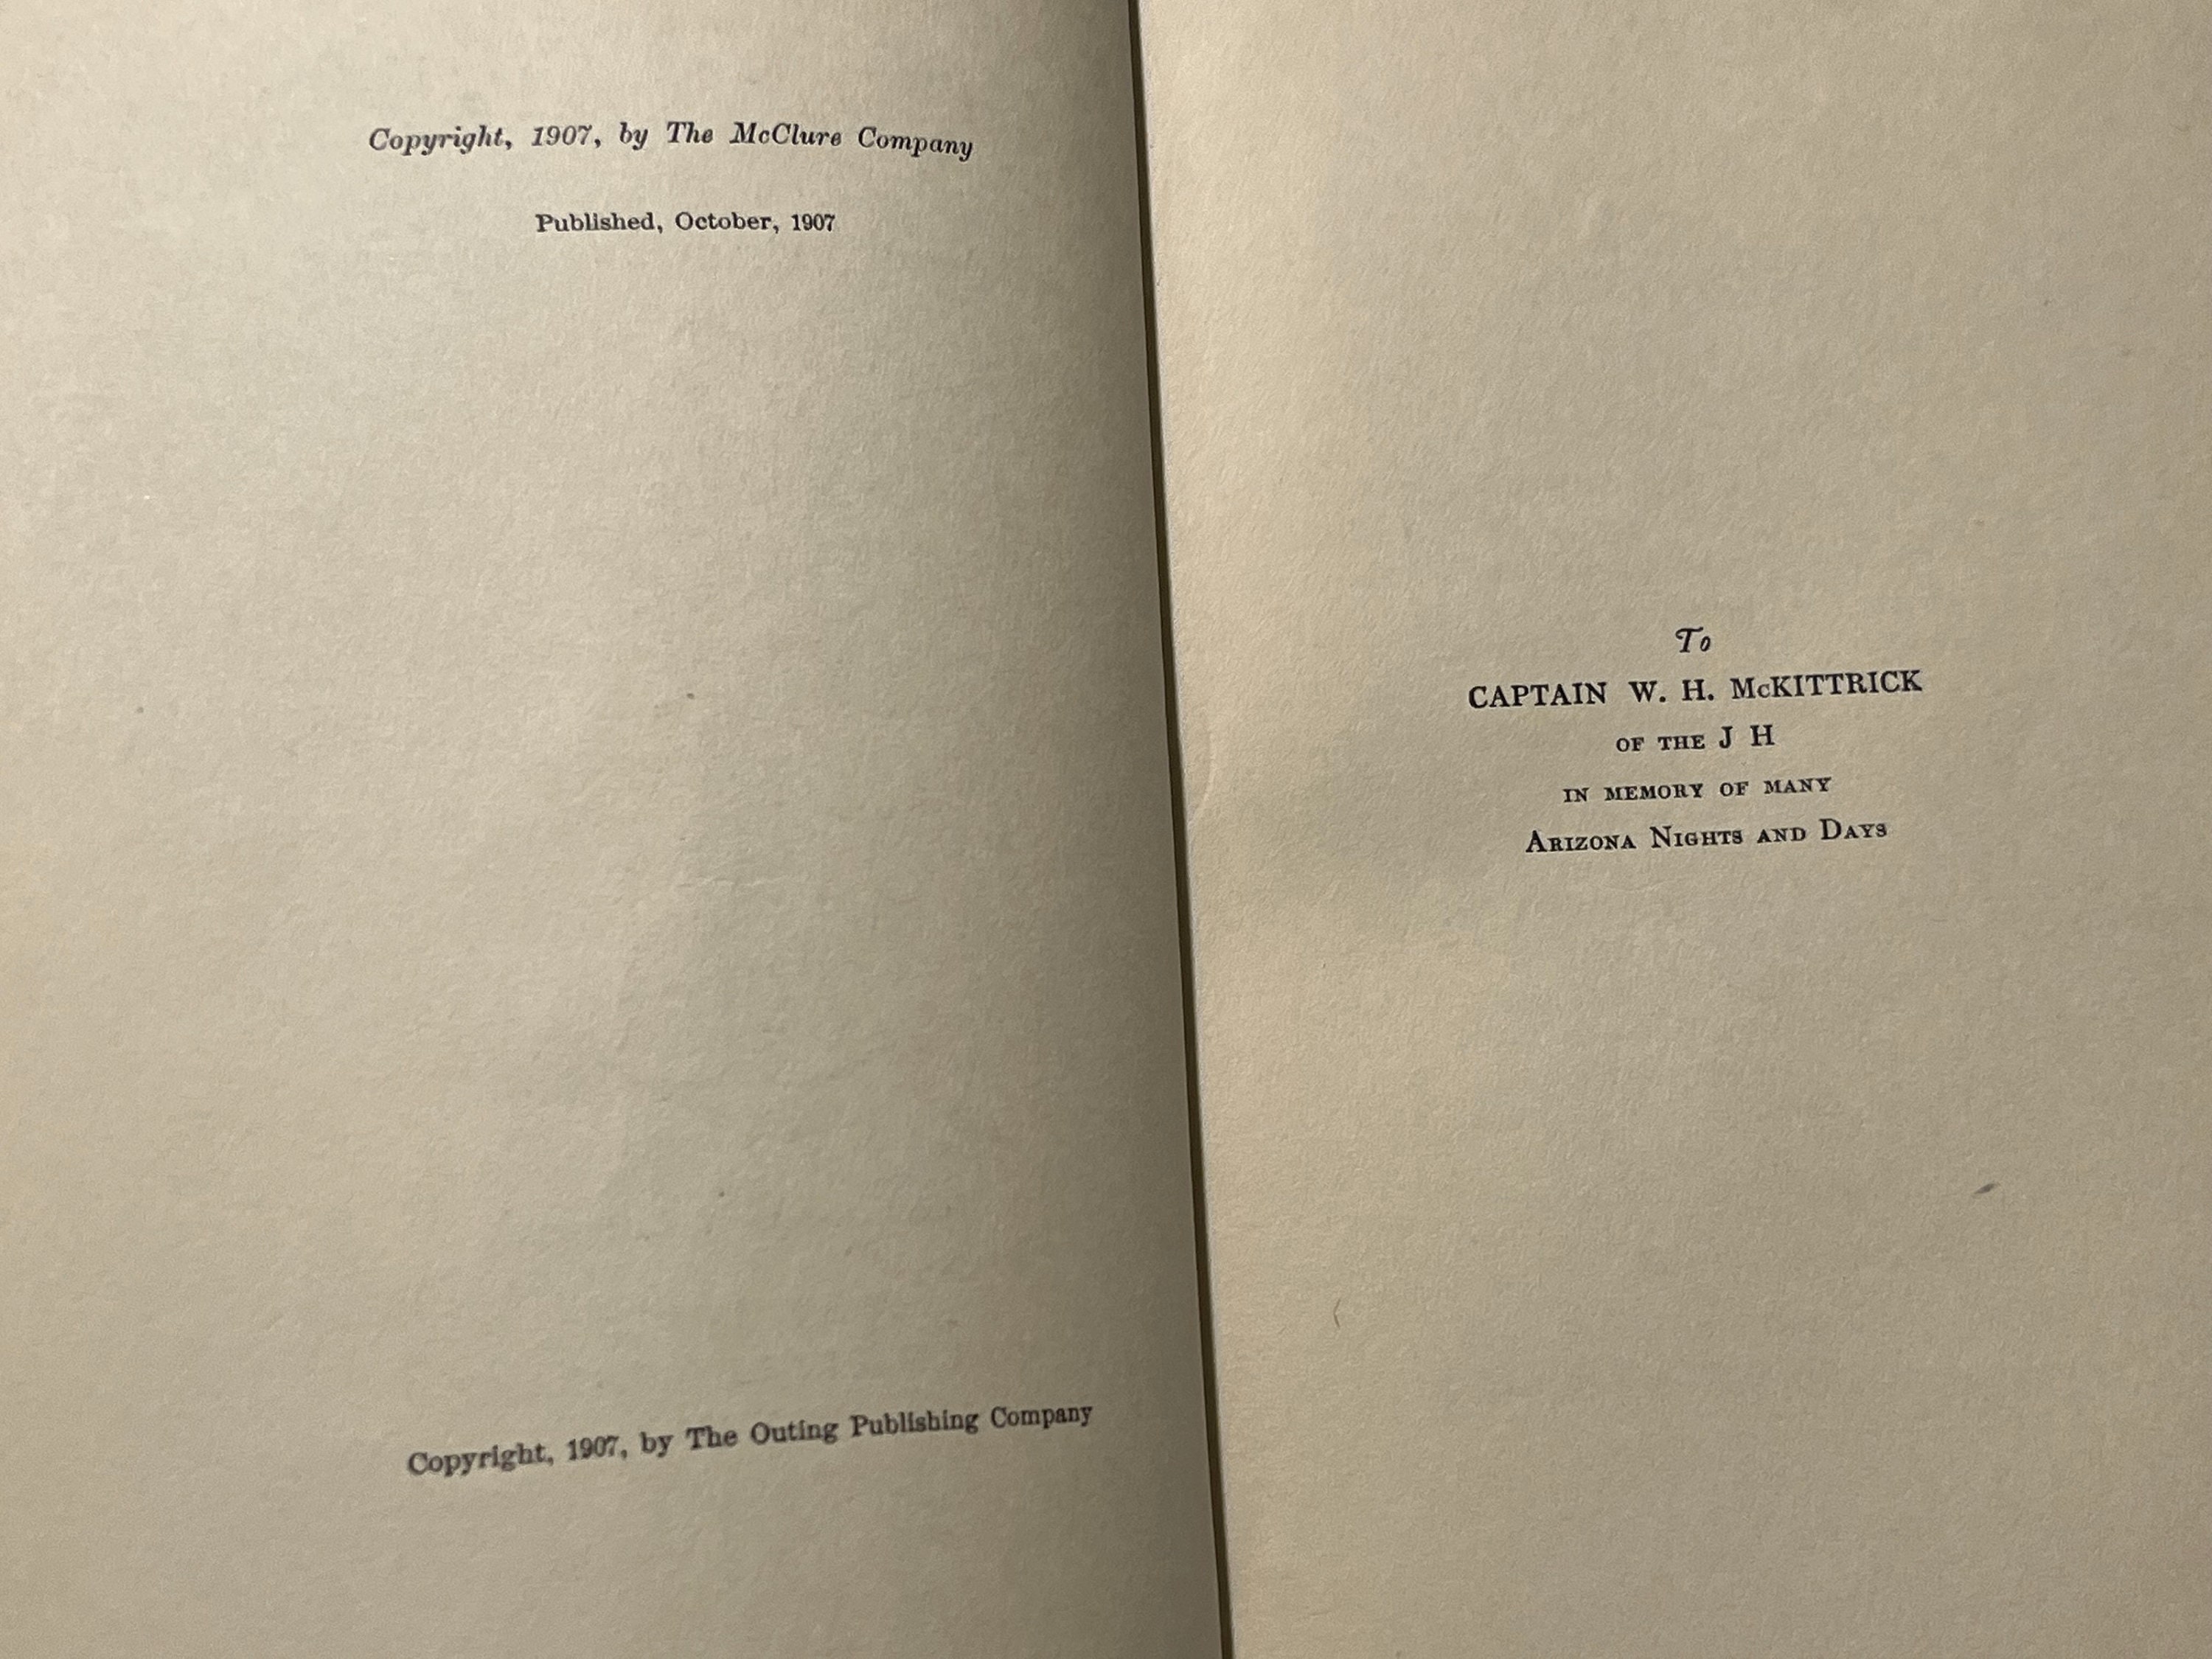 Copyright, 1907, by The McClure Company
Published, October, 1907
Copyright, 1907, by The Outing Publishing Company
To
CAPTAIN W. H. McKITTRICK
OF THE J H
IN MEMORY OF MANY
ARIZONA NIGHTS AND DAYS